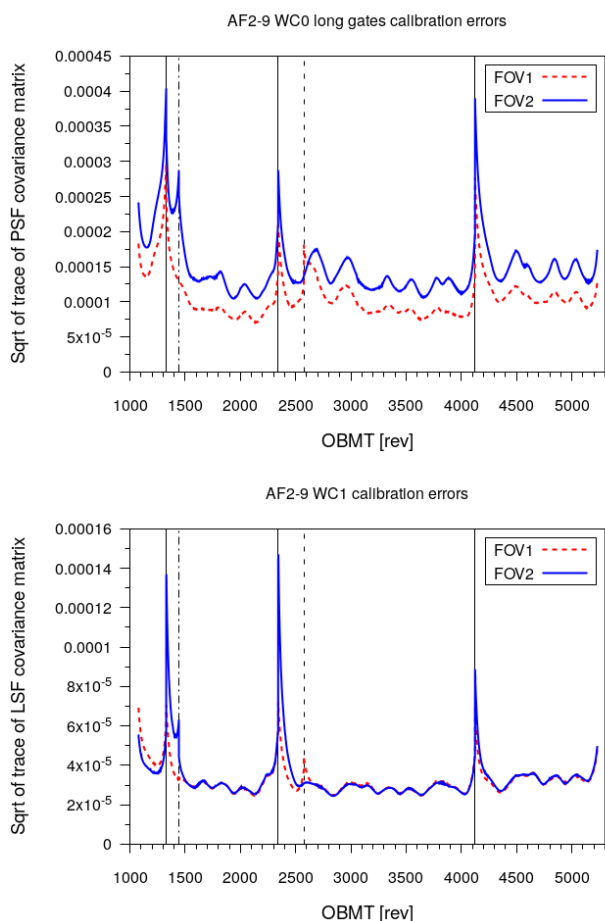 AF2-9 WC0 long gates calibration errors
Sqrt of trace of PSF covariance matrix
0.00045
0.0004
0.00035
0.0003
0.00025
0.0002
0.00015
0.0001
5x10⁻⁵
0
FOV1
FOV2
1000 1500 2000 2500 3000 3500 4000 4500 5000
OBMT [rev]
AF2-9 WC1 calibration errors
Sqrt of trace of LSF covariance matrix
0.00016
0.00014
0.00012
0.0001
8x10⁻⁵
6x10⁻⁵
4x10⁻⁵
2x10⁻⁵
0
FOV1
FOV2
1000 1500 2000 2500 3000 3500 4000 4500 5000
OBMT [rev]